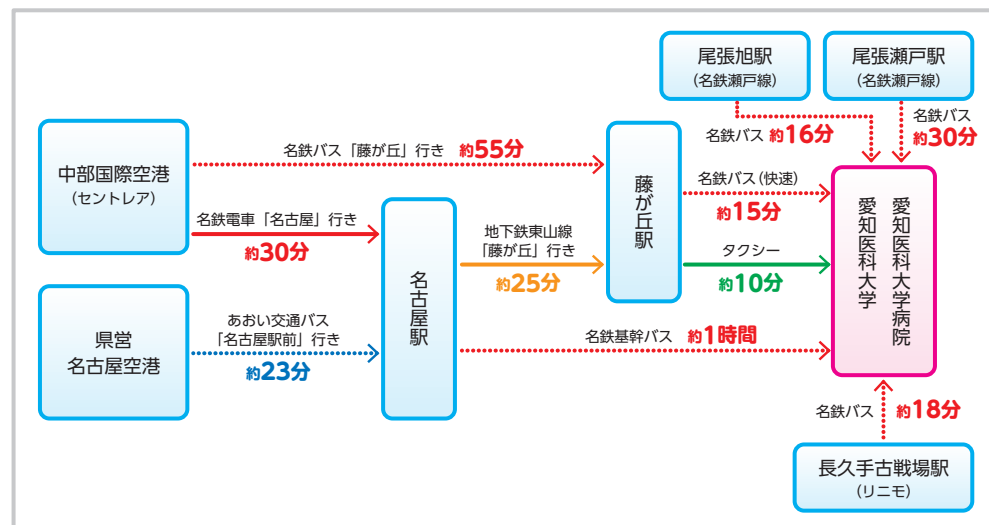 尾張旭駅
(名鉄瀬戸線)
尾張瀬戸駅
(名鉄瀬戸線)
名鉄バス 約16分
名鉄バス
約30分
中部国際空港
(セントレア)
名鉄バス「藤が丘」行き 約55分
藤が丘駅
名鉄バス(快速)
約15分
愛知医科大学病院
愛知医科大学
名鉄電車「名古屋」行き
約30分
名古屋駅
地下鉄東山線
「藤が丘」行き
約25分
タクシー
約10分
県営
名古屋空港
あおい交通バス
「名古屋駅前」行き
約23分
名鉄基幹バス 約1時間
名鉄バス 約18分
長久手古戦場駅
(リニモ)